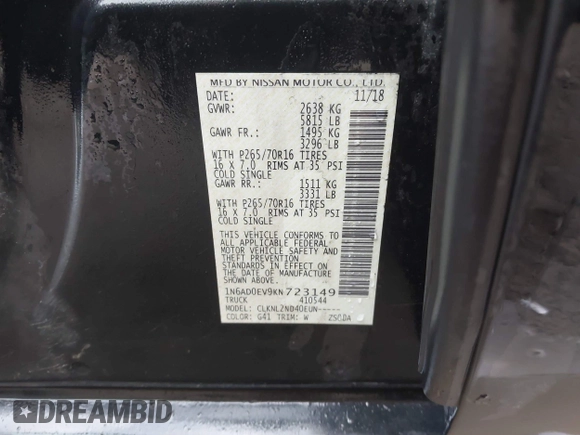 MFD BY NISSAN MOTOR CO., LTD.
DATE: 11/18
GVWR: 2638 KG
5815 LB
GAWR FR.: 1495 KG
3296 LB
WITH P265/70R16 TIRES
16 X 7.0 RIMS AT 35 PSI
COLD SINGLE
GAWR RR.: 1511 KG
3331 LB
WITH P265/70R16 TIRES
16 X 7.0 RIMS AT 35 PSI
COLD SINGLE
THIS VEHICLE CONFORMS TO
ALL APPLICABLE FEDERAL
MOTOR VEHICLE SAFETY
STANDARDS IN EFFECT ON
THE DATE OF MANUFACTURE
SHOWN ABOVE.
1N6AD0EV9KN723149
TRUCK 410544
MODEL: CLKNLZND40EUN-----
COLOR: G41 TRIM: W
DREAMBID